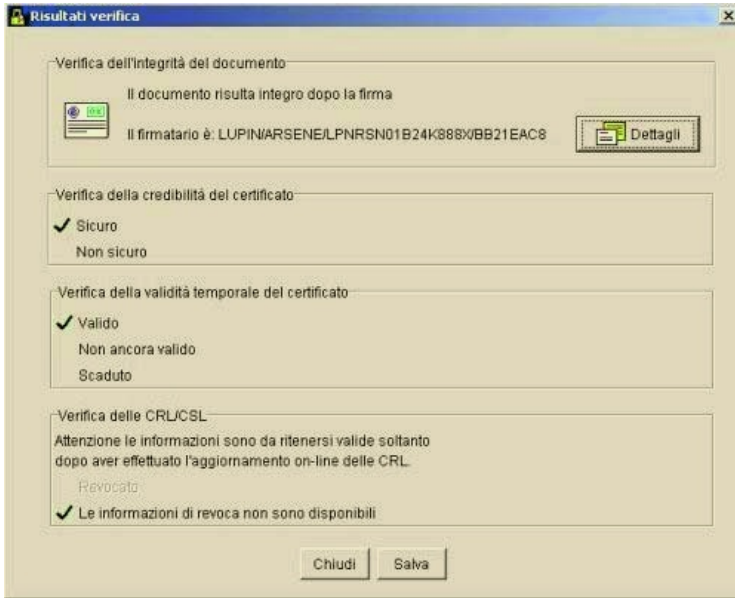 Risultati verifica
Verifica dell'integrità del documento
Il documento risulta integro dopo la firma
Il firmatario è: LUPIN/ARSENE/LPNRSN01B24K888X/BB21EAC8
Dettagli
Verifica della credibilità del certificato
Sicuro
Non sicuro
Verifica della validità temporale del certificato
Valido
Non ancora valido
Scaduto
Verifica delle CRL/CSL
Attenzione le informazioni sono da ritenersi valide soltanto
dopo aver effettuato l'aggiornamento on-line delle CRL.
Revocato
Le informazioni di revoca non sono disponibili
Chiudi Salva